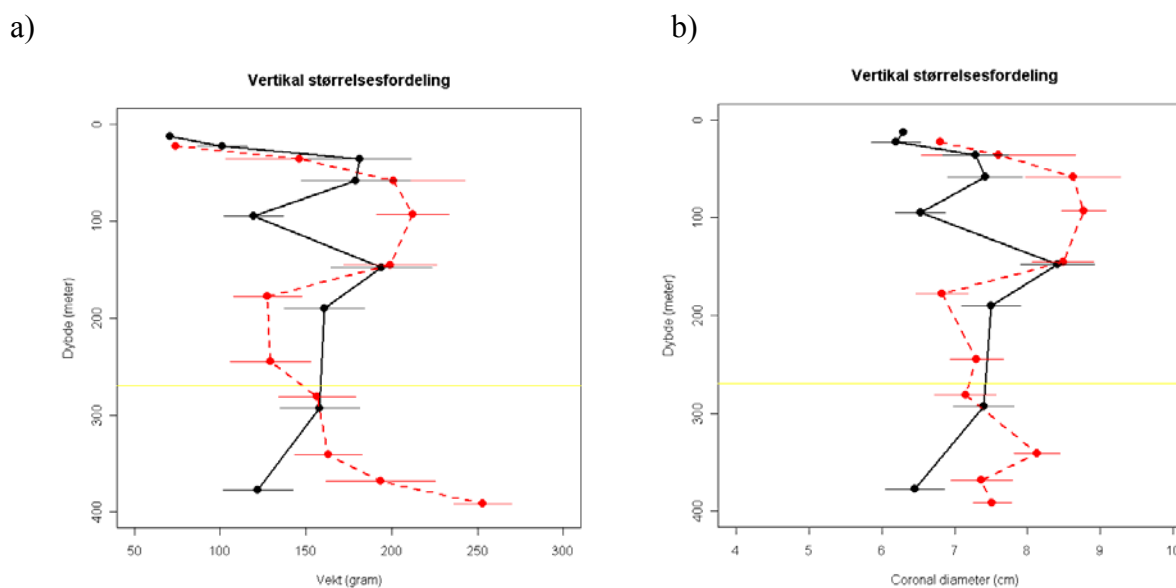 a)
Vertikal størrelsesfordeling
Dybde (meter)
0
100
200
300
400
50 100 150 200 250 300
Vekt (gram)
b)
Vertikal størrelsesfordeling
Dybde (meter)
0
100
200
300
400
4 5 6 7 8 9 10
Coronal diameter (cm)